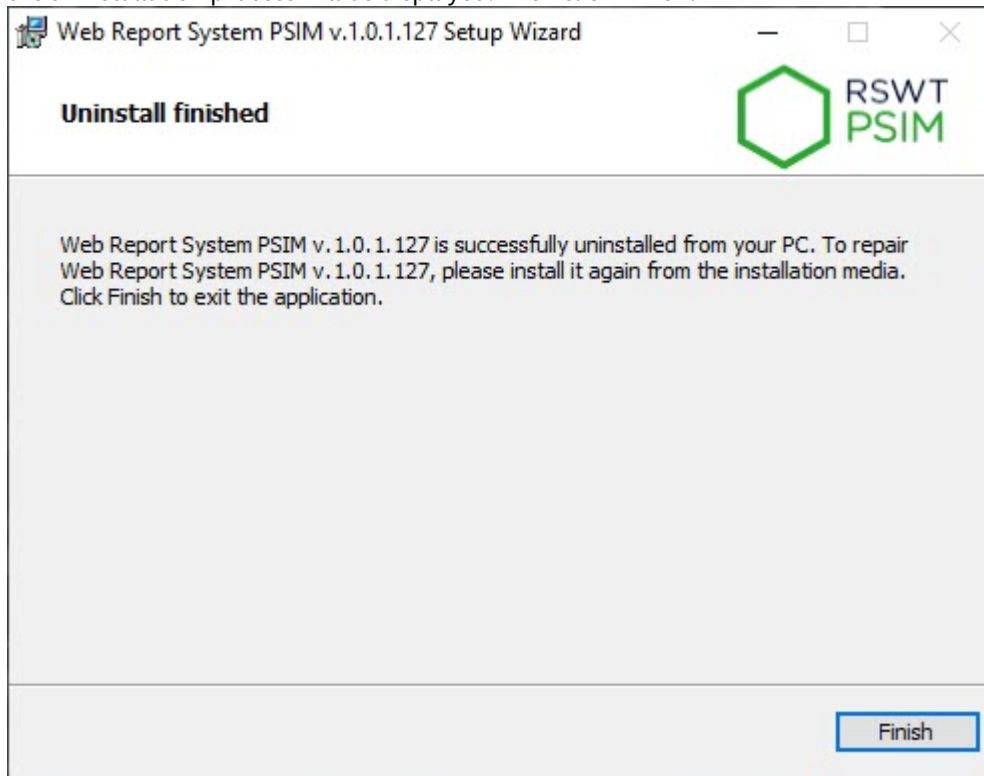 Web Report System PSIM v.1.0.1.127 Setup Wizard
Uninstall finished
RSWT
PSIM
Web Report System PSIM v.1.0.1.127 is successfully uninstalled from your PC. To repair
Web Report System PSIM v.1.0.1.127, please install it again from the installation media.
Click Finish to exit the application.
Finish